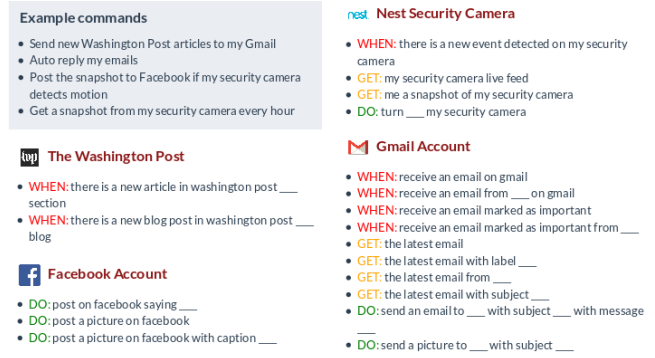 Example commands
• Send new Washington Post articles to my Gmail
• Auto reply my emails
• Post the snapshot to Facebook if my security camera
detects motion
• Get a snapshot from my security camera every hour
wp The Washington Post
• WHEN: there is a new article in washington post ___
section
• WHEN: there is a new blog post in washington post ___
blog
f Facebook Account
• DO: post on facebook saying ___
• DO: post a picture on facebook
• DO: post a picture on facebook with caption ___
nest Nest Security Camera
• WHEN: there is a new event detected on my security
camera
• GET: my security camera live feed
• GET: me a snapshot of my security camera
• DO: turn ___ my security camera
Gmail Account
• WHEN: receive an email on gmail
• WHEN: receive an email from ___ on gmail
• WHEN: receive an email marked as important
• WHEN: receive an email marked as important from ___
• GET: the latest email
• GET: the latest email with label ___
• GET: the latest email from ___
• GET: the latest email with subject ___
• DO: send an email to ___ with subject ___ with message
___
• DO: send a picture to ___ with subject ___